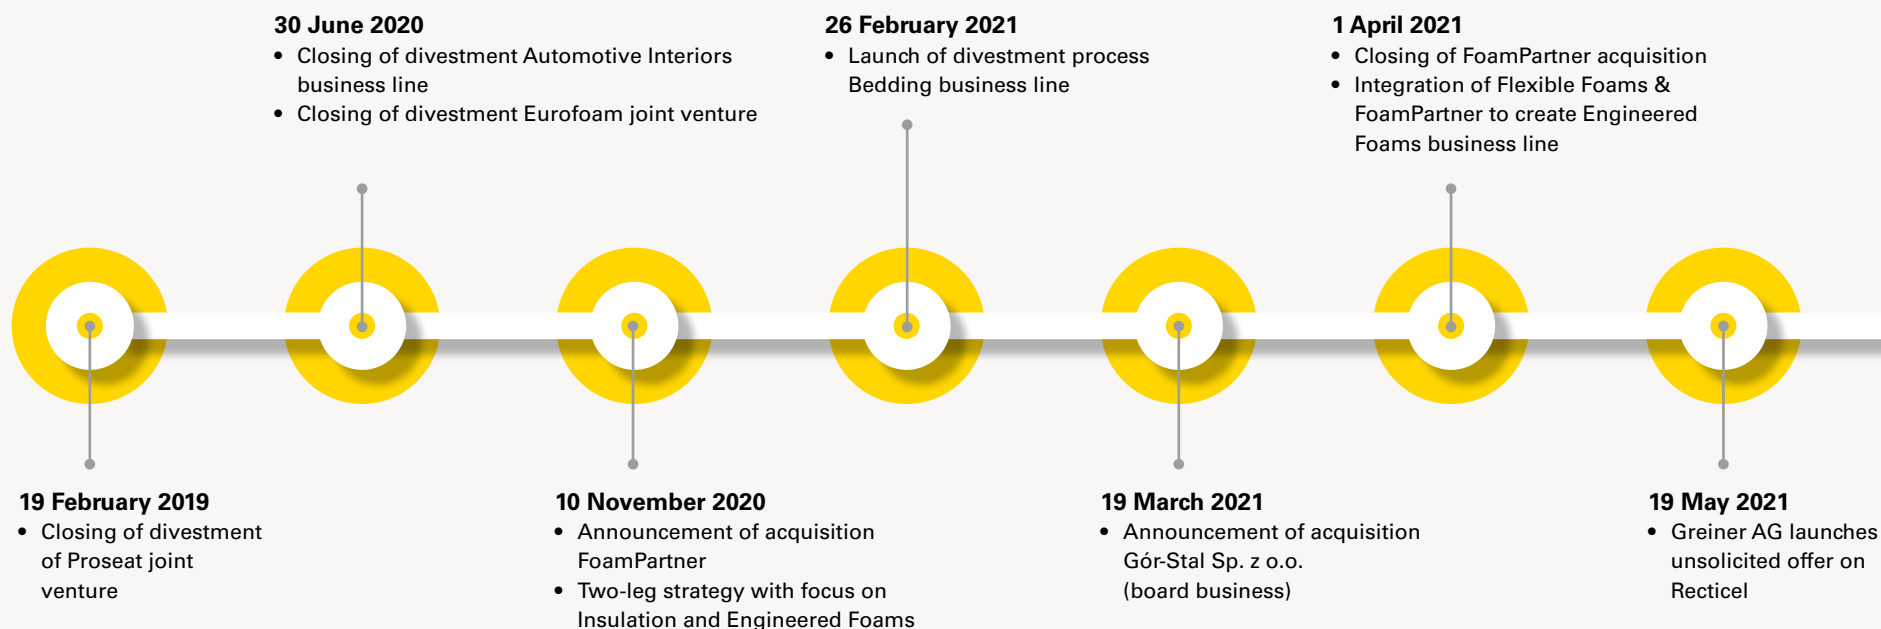 30 June 2020
• Closing of divestment Automotive Interiors
business line
• Closing of divestment Eurofoam joint venture
26 February 2021
• Launch of divestment process
Bedding business line
1 April 2021
• Closing of FoamPartner acquisition
• Integration of Flexible Foams &
FoamPartner to create Engineered
Foams business line
19 February 2019
• Closing of divestment
of Proseat joint
venture
10 November 2020
• Announcement of acquisition
FoamPartner
• Two-leg strategy with focus on
Insulation and Engineered Foams
19 March 2021
• Announcement of acquisition
Gór-Stal Sp. z o.o.
(board business)
19 May 2021
• Greiner AG launches
unsolicited offer on
Recticel